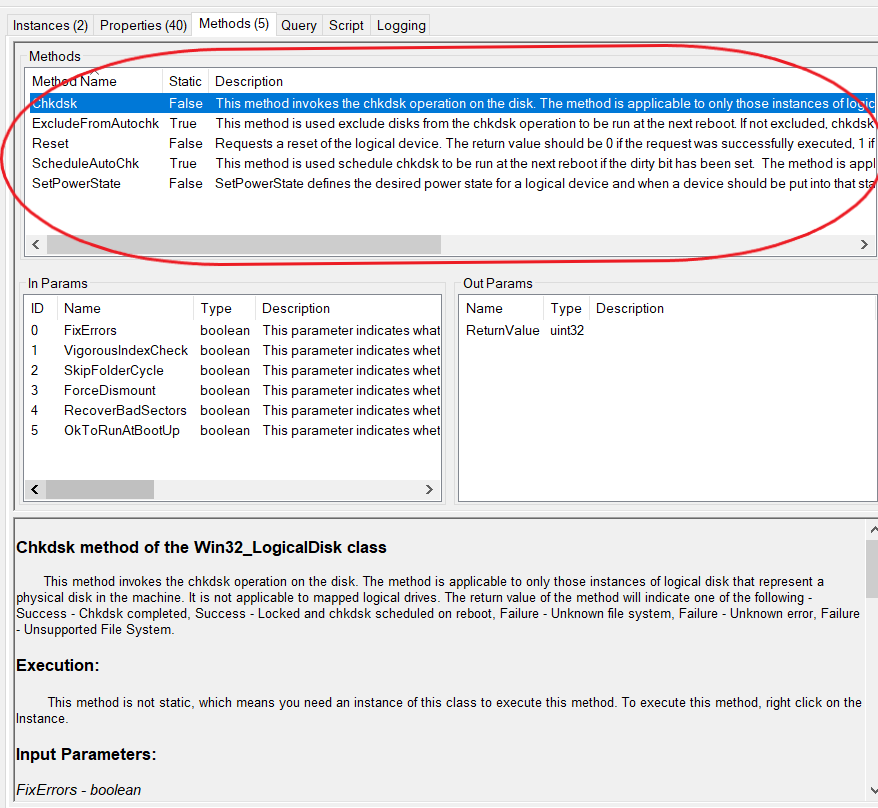 Instances (2) Properties (40) Methods (5) Query Script Logging
Methods
Method Name Static Description
Chkdsk False This method invokes the chkdsk operation on the disk. The method is applicable to only those instances of logic
ExcludeFromAutochk True This method is used exclude disks from the chkdsk operation to be run at the next reboot. If not excluded, chkdsk
Reset False Requests a reset of the logical device. The return value should be 0 if the request was successfully executed, 1 if
ScheduleAutoChk True This method is used schedule chkdsk to be run at the next reboot if the dirty bit has been set. The method is appl
SetPowerState False SetPowerState defines the desired power state for a logical device and when a device should be put into that sta
In Params
ID Name Type Description
0 FixErrors boolean This parameter indicates what
1 VigorousIndexCheck boolean This parameter indicates whet
2 SkipFolderCycle boolean This parameter indicates whet
3 ForceDismount boolean This parameter indicates whet
4 RecoverBadSectors boolean This parameter indicates whet
5 OkToRunAtBootUp boolean This parameter indicates whet
Out Params
Name Type Description
ReturnValue uint32
Chkdsk method of the Win32_LogicalDisk class
This method invokes the chkdsk operation on the disk. The method is applicable to only those instances of logical disk that represent a
physical disk in the machine. It is not applicable to mapped logical drives. The return value of the method will indicate one of the following -
Success - Chkdsk completed, Success - Locked and chkdsk scheduled on reboot, Failure - Unknown file system, Failure - Unknown error, Failure
- Unsupported File System.
Execution:
This method is not static, which means you need an instance of this class to execute this method. To execute this method, right click on the
Instance.
Input Parameters:
FixErrors - boolean